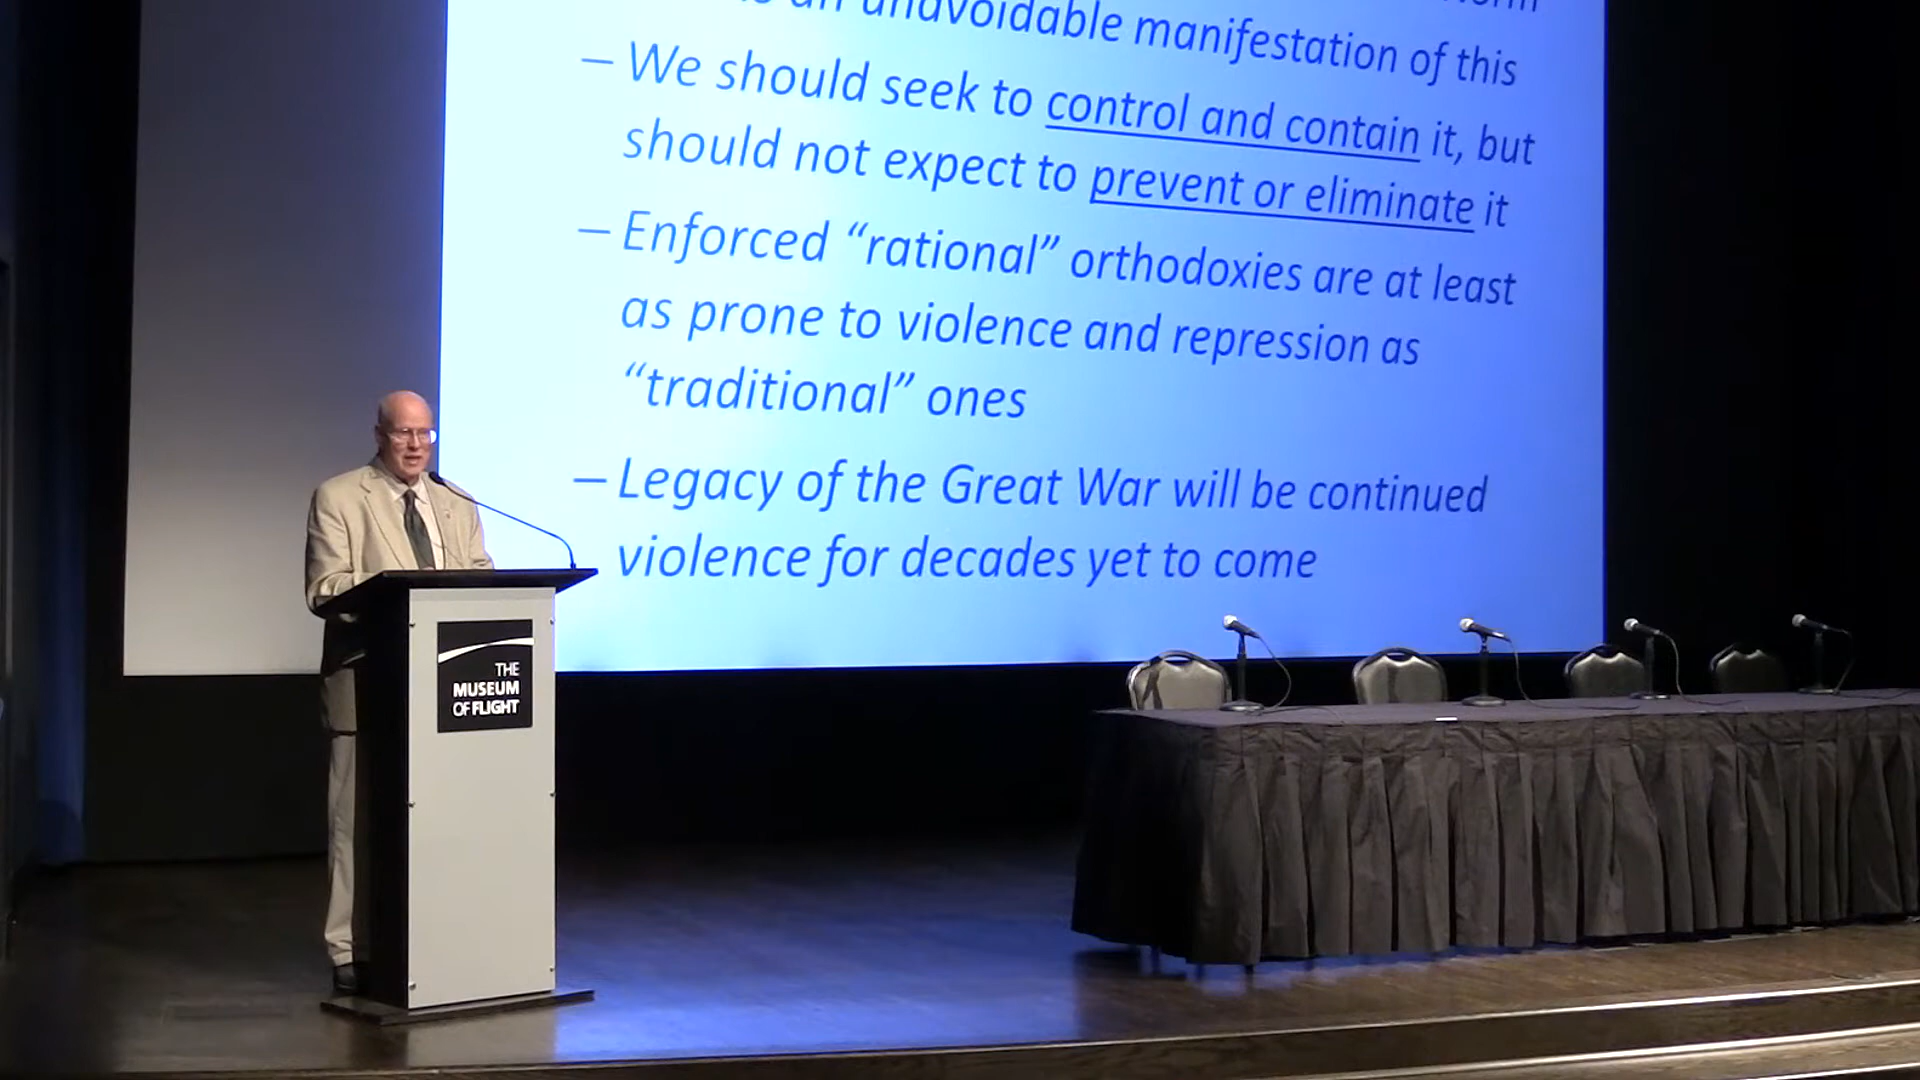 an unavoidable manifestation of this
– We should seek to control and contain it, but
should not expect to prevent or eliminate it
– Enforced “rational” orthodoxies are at least
as prone to violence and repression as
“traditional” ones
– Legacy of the Great War will be continued
violence for decades yet to come
THE
MUSEUM
OF FLIGHT